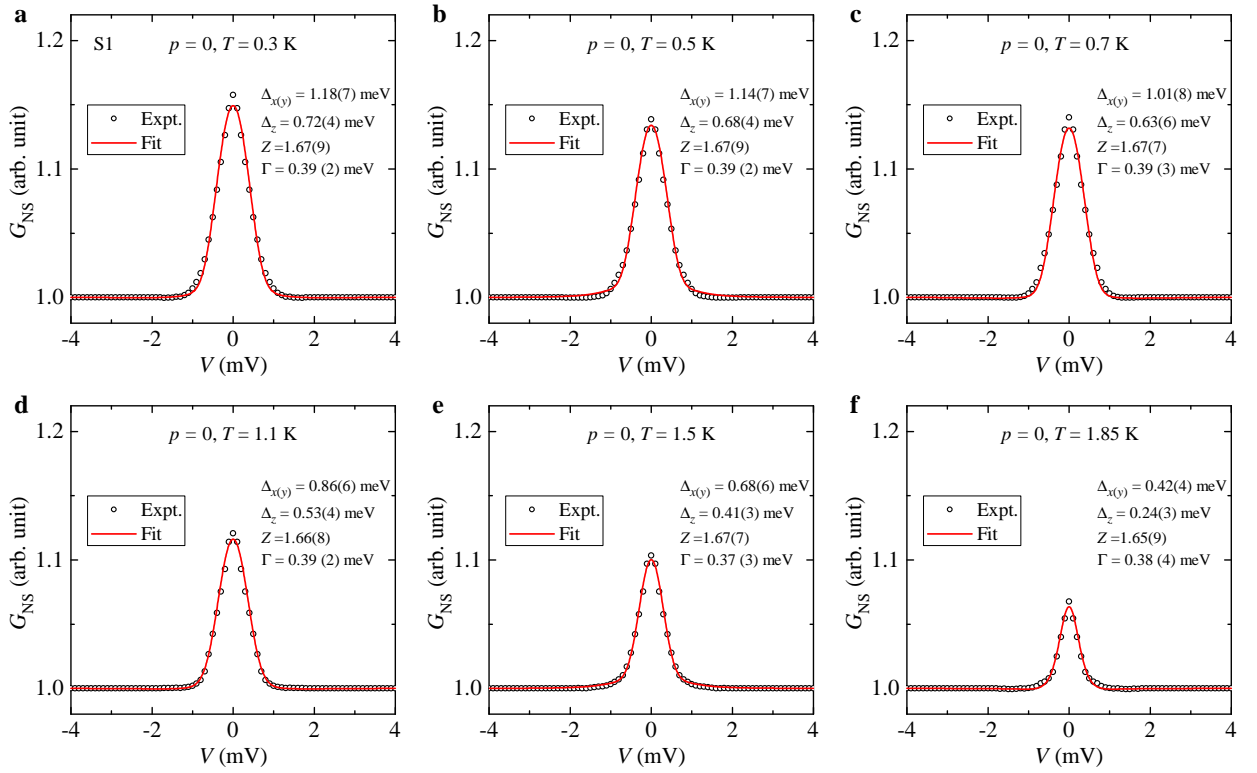 a
S1
p = 0, T = 0.3 K
Expt.
Fit
Δx(y) = 1.18(7) meV
Δz = 0.72(4) meV
Z =1.67(9)
Γ = 0.39 (2) meV
GNS (arb. unit)
1.2
1.1
1.0
-4 -2 0 2 4
V (mV)
b
p = 0, T = 0.5 K
Expt.
Fit
Δx(y) = 1.14(7) meV
Δz = 0.68(4) meV
Z =1.67(9)
Γ = 0.39 (2) meV
GNS (arb. unit)
1.2
1.1
1.0
-4 -2 0 2 4
V (mV)
c
p = 0, T = 0.7 K
Expt.
Fit
Δx(y) = 1.01(8) meV
Δz = 0.63(6) meV
Z =1.67(7)
Γ = 0.39 (3) meV
GNS (arb. unit)
1.2
1.1
1.0
-4 -2 0 2 4
V (mV)
d
p = 0, T = 1.1 K
Expt.
Fit
Δx(y) = 0.86(6) meV
Δz = 0.53(4) meV
Z =1.66(8)
Γ = 0.39 (2) meV
GNS (arb. unit)
1.2
1.1
1.0
-4 -2 0 2 4
V (mV)
e
p = 0, T = 1.5 K
Expt.
Fit
Δx(y) = 0.68(6) meV
Δz = 0.41(3) meV
Z =1.67(7)
Γ = 0.37 (3) meV
GNS (arb. unit)
1.2
1.1
1.0
-4 -2 0 2 4
V (mV)
f
p = 0, T = 1.85 K
Expt.
Fit
Δx(y) = 0.42(4) meV
Δz = 0.24(3) meV
Z =1.65(9)
Γ = 0.38 (4) meV
GNS (arb. unit)
1.2
1.1
1.0
-4 -2 0 2 4
V (mV)